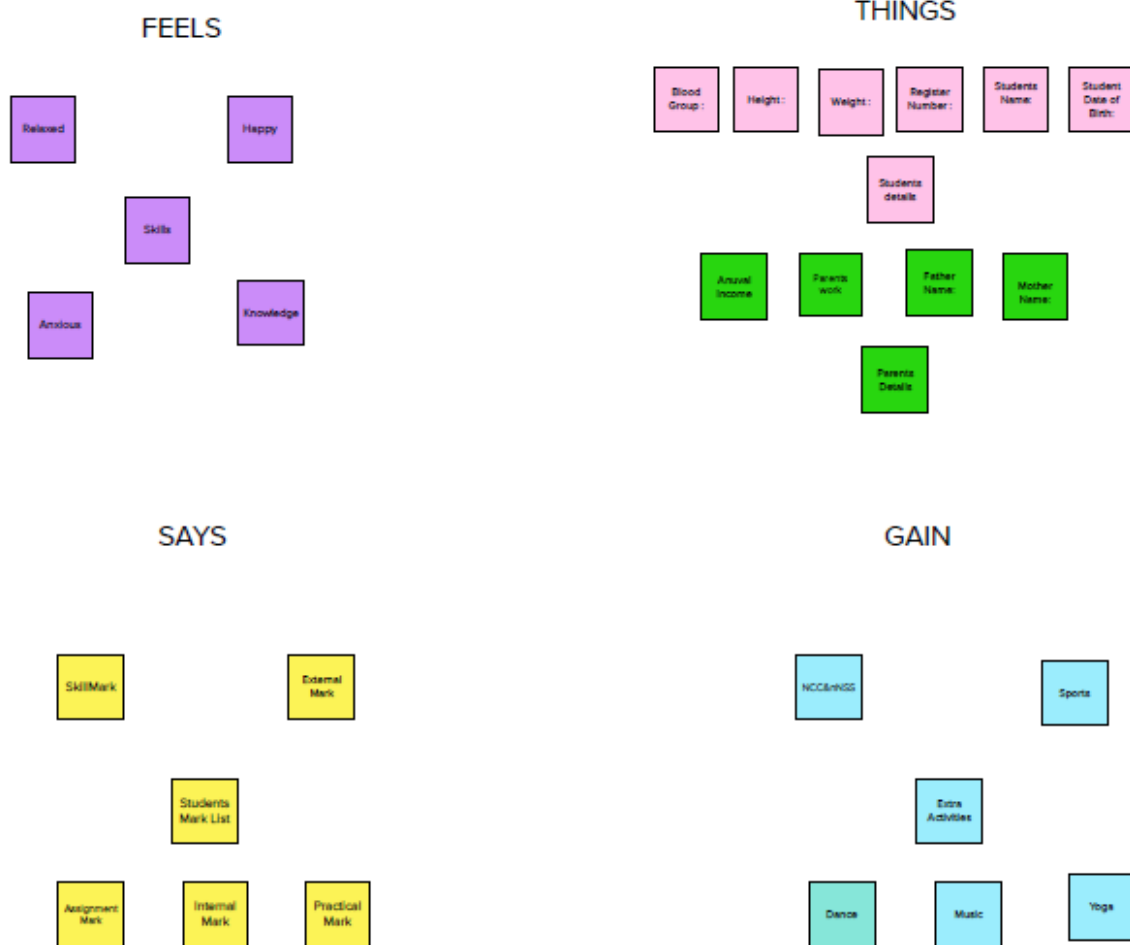 FEELS
Relaxed
Happy
Skills
Anxious
Knowledge
THINGS
Blood
Group :
Height :
Weight :
Register
Number :
Students
Name:
Student
Date of
Birth:
Students
details
Anuval
Income
Parents
work
Father
Name:
Mother
Name:
Parents
Details
SAYS
SkillMark
External
Mark
Students
Mark List
Assignment
Mark
Internal
Mark
Practical
Mark
GAIN
NCC&nNSS
Sports
Extra
Activities
Dance
Music
Yoga